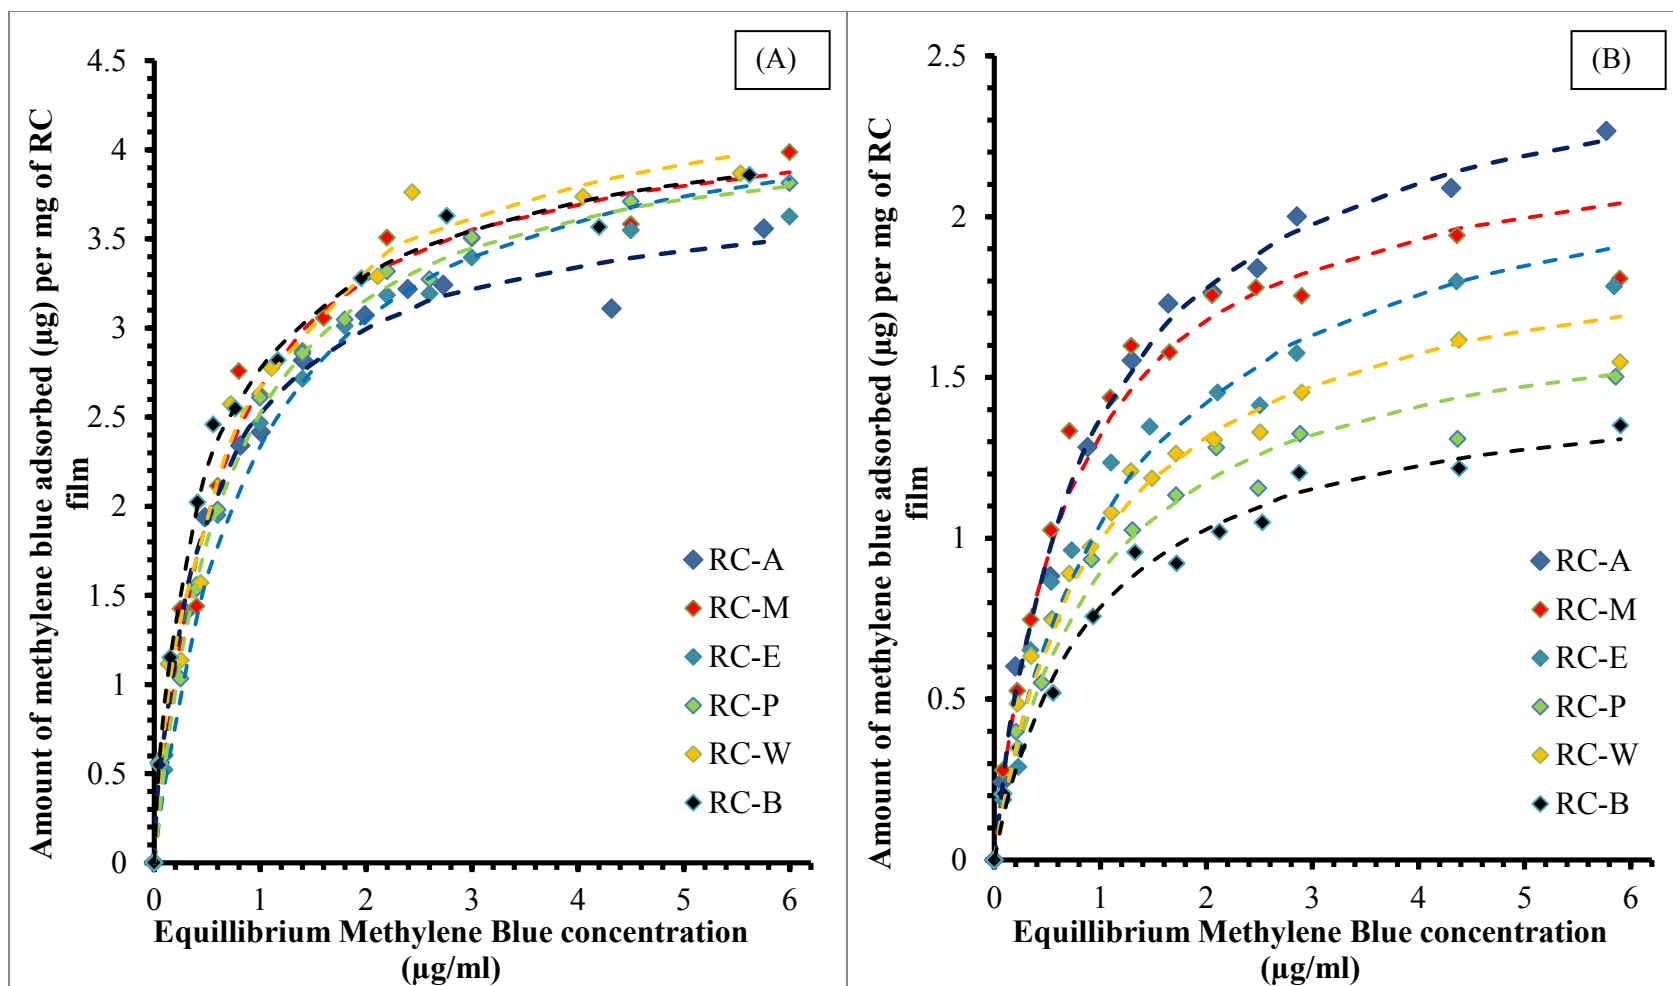 (A)
Amount of methylene blue adsorbed (µg) per mg of RC
film
4.5
4
3.5
3
2.5
2
1.5
1
0.5
0
0 1 2 3 4 5 6
Equillibrium Methylene Blue concentration
(µg/ml)
RC-A
RC-M
RC-E
RC-P
RC-W
RC-B
(B)
Amount of methylene blue adsorbed (µg) per mg of RC
film
2.5
2
1.5
1
0.5
0
0 1 2 3 4 5 6
Equillibrium Methylene Blue concentration
(µg/ml)
RC-A
RC-M
RC-E
RC-P
RC-W
RC-B